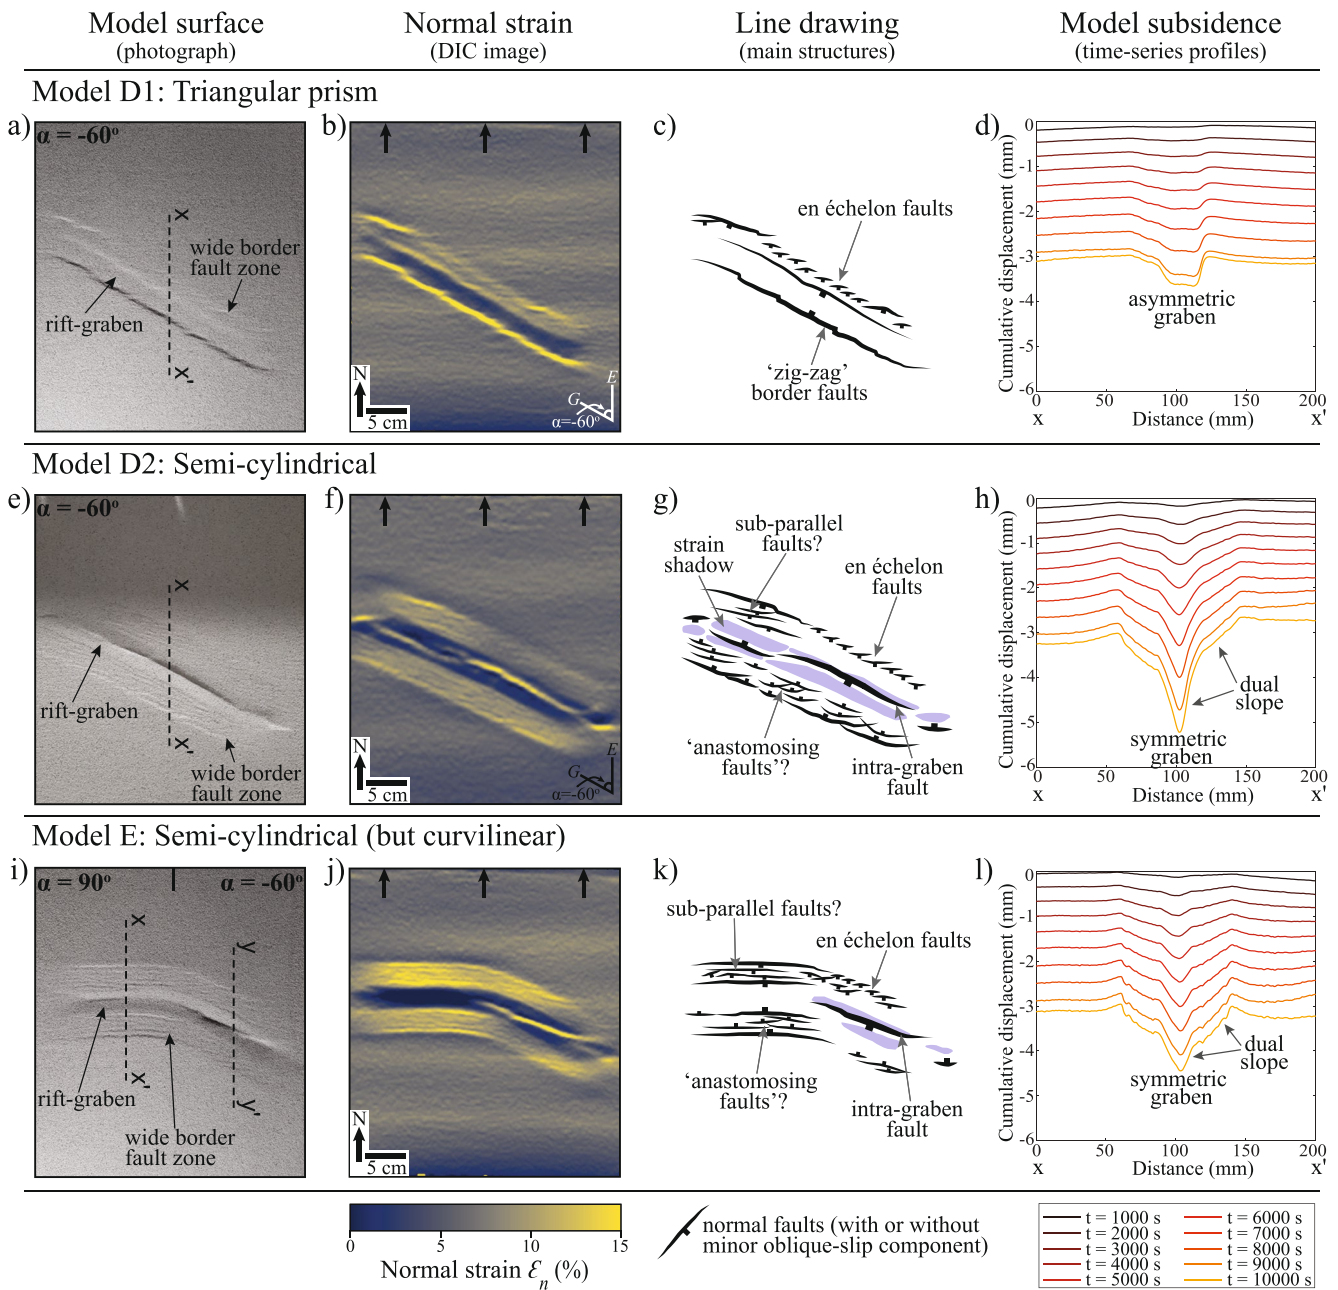 Model surface
(photograph)
Normal strain
(DIC image)
Line drawing
(main structures)
Model subsidence
(time-series profiles)
Model D1: Triangular prism
a)
α = -60°
x
wide border
fault zone
rift-graben
x'
b)
N
5 cm
E
G
α=-60°
c)
en échelon faults
'zig-zag'
border faults
d)
Cumulative displacement (mm)
0
-1
-2
-3
-4
-5
-6
asymmetric
graben
0
50
100
150
200
x
Distance (mm)
x'
Model D2: Semi-cylindrical
e)
α = -60°
x
rift-graben
x'
wide border
fault zone
f)
N
5 cm
E
G
α=-60°
g)
sub-parallel
faults?
strain
shadow
en échelon
faults
'anastomosing
faults'?
intra-graben
fault
h)
Cumulative displacement (mm)
0
-1
-2
-3
-4
-5
-6
dual
slope
symmetric
graben
0
50
100
150
200
x
Distance (mm)
x'
Model E: Semi-cylindrical (but curvilinear)
i)
α = 90°
α = -60°
x
y
rift-graben
x'
y'
wide border
fault zone
j)
N
5 cm
k)
sub-parallel faults?
en échelon faults
'anastomosing
faults'?
intra-graben
fault
l)
Cumulative displacement (mm)
0
-1
-2
-3
-4
-5
-6
dual
slope
symmetric
graben
0
50
100
150
200
x
Distance (mm)
x'
0
5
10
15
Normal strain Ɛn (%)
normal faults (with or without
minor oblique-slip component)
t = 1000 s
t = 2000 s
t = 3000 s
t = 4000 s
t = 5000 s
t = 6000 s
t = 7000 s
t = 8000 s
t = 9000 s
t = 10000 s